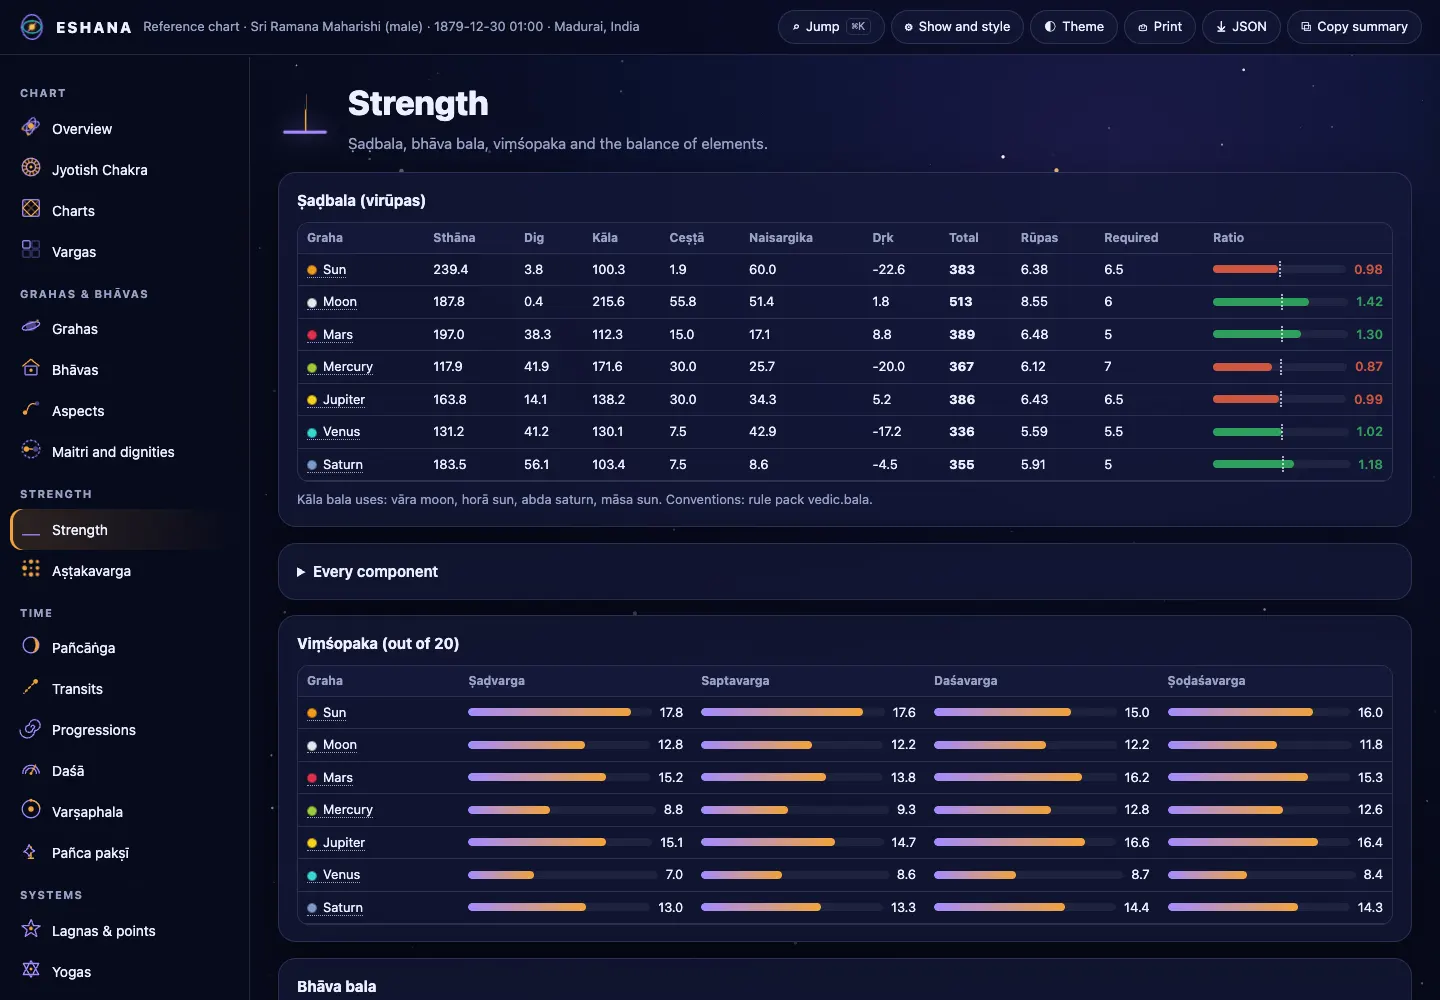 ESHANA Reference chart · Sri Ramana Maharishi (male) · 1879-12-30 01:00 · Madurai, India Jump ⌘K Show and style Theme Print JSON Copy summary
CHART
Overview
Jyotish Chakra
Charts
Vargas
GRAHAS & BHĀVAS
Grahas
Bhāvas
Aspects
Maitri and dignities
STRENGTH
Strength
Aṣṭakavarga
TIME
Pañcāṅga
Transits
Progressions
Daśā
Varṣaphala
Pañca pakṣī
SYSTEMS
Lagnas & points
Yogas
Strength
Ṣaḍbala, bhāva bala, viṃśopaka and the balance of elements.
Ṣaḍbala (virūpas)
Graha Sthāna Dig Kāla Ceṣṭā Naisargika Dṛk Total Rūpas Required Ratio
Sun 239.4 3.8 100.3 1.9 60.0 -22.6 383 6.38 6.5 0.98
Moon 187.8 0.4 215.6 55.8 51.4 1.8 513 8.55 6 1.42
Mars 197.0 38.3 112.3 15.0 17.1 8.8 389 6.48 5 1.30
Mercury 117.9 41.9 171.6 30.0 25.7 -20.0 367 6.12 7 0.87
Jupiter 163.8 14.1 138.2 30.0 34.3 5.2 386 6.43 6.5 0.99
Venus 131.2 41.2 130.1 7.5 42.9 -17.2 336 5.59 5.5 1.02
Saturn 183.5 56.1 103.4 7.5 8.6 -4.5 355 5.91 5 1.18
Kāla bala uses: vāra moon, horā sun, abda saturn, māsa sun. Conventions: rule pack vedic.bala.
Every component
Viṃśopaka (out of 20)
Graha Ṣaḍvarga Saptavarga Daśavarga Ṣoḍaśavarga
Sun 17.8 17.6 15.0 16.0
Moon 12.8 12.2 12.2 11.8
Mars 15.2 13.8 16.2 15.3
Mercury 8.8 9.3 12.8 12.6
Jupiter 15.1 14.7 16.6 16.4
Venus 7.0 8.6 8.7 8.4
Saturn 13.0 13.3 14.4 14.3
Bhāva bala